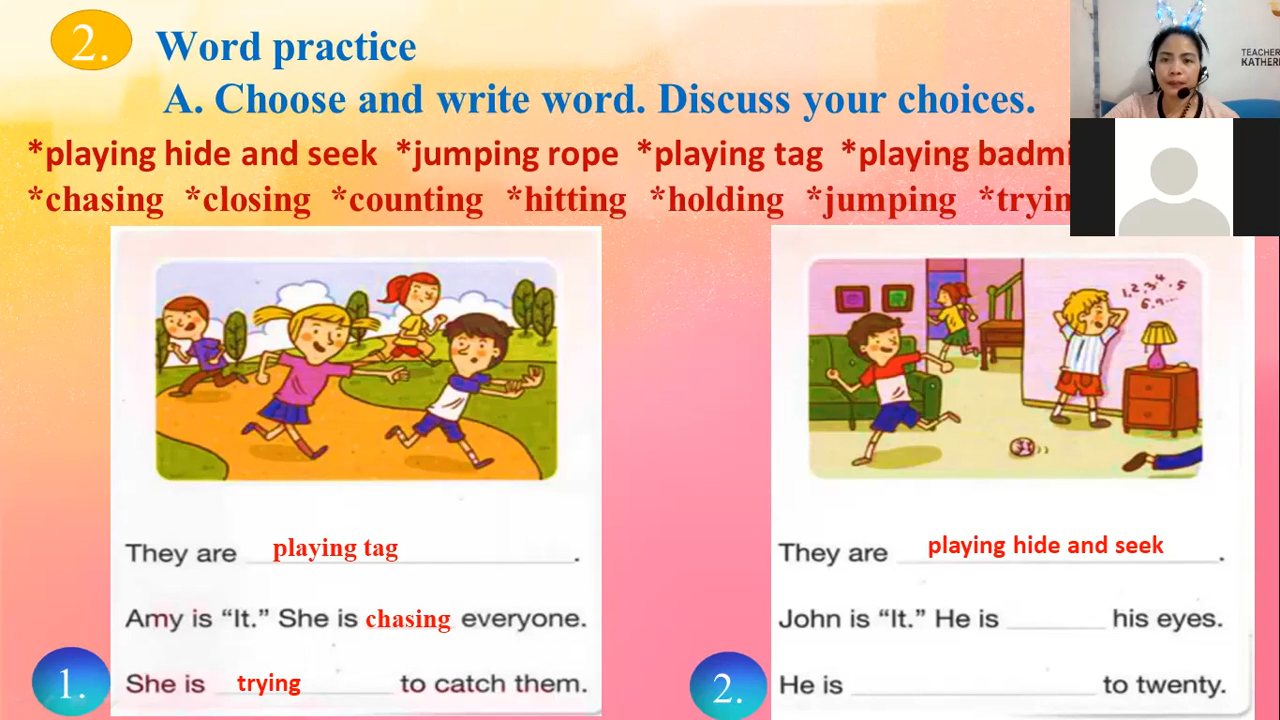 2. Word practice
A. Choose and write word. Discuss your choices.
*playing hide and seek *jumping rope *playing tag *playing
*chasing *closing *counting *hitting *holding *jumping
TEACHER
They are playing tag.
Amy is “It.” She is chasing everyone.
She is trying to catch them.
1.
They are playing hide and seek.
John is “It.” He is ______ his eyes.
He is ______ to twenty.
2.